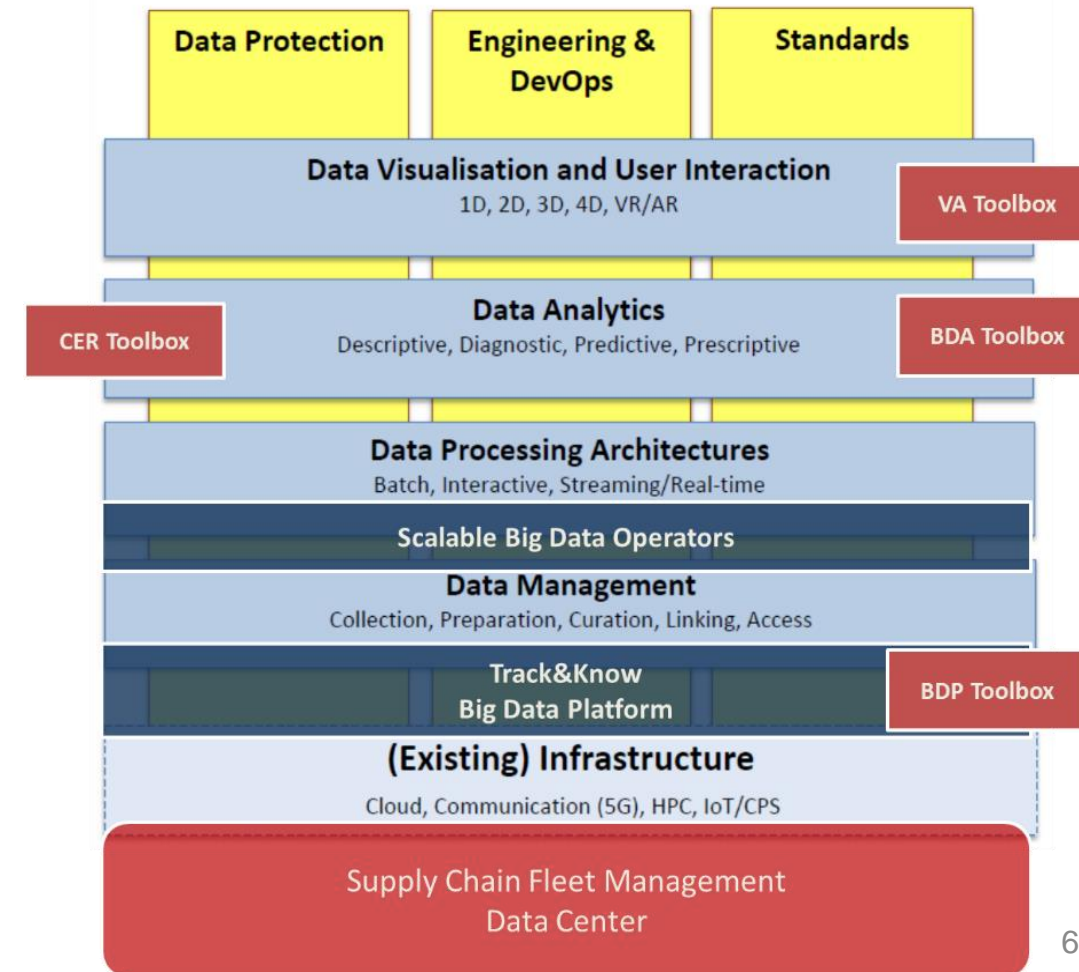 Data Protection
Engineering &
DevOps
Standards
Data Visualisation and User Interaction
1D, 2D, 3D, 4D, VR/AR
VA Toolbox
Data Analytics
Descriptive, Diagnostic, Predictive, Prescriptive
CER Toolbox
BDA Toolbox
Data Processing Architectures
Batch, Interactive, Streaming/Real-time
Scalable Big Data Operators
Data Management
Collection, Preparation, Curation, Linking, Access
Track&Know
Big Data Platform
BDP Toolbox
(Existing) Infrastructure
Cloud, Communication (5G), HPC, IoT/CPS
Supply Chain Fleet Management
Data Center
6